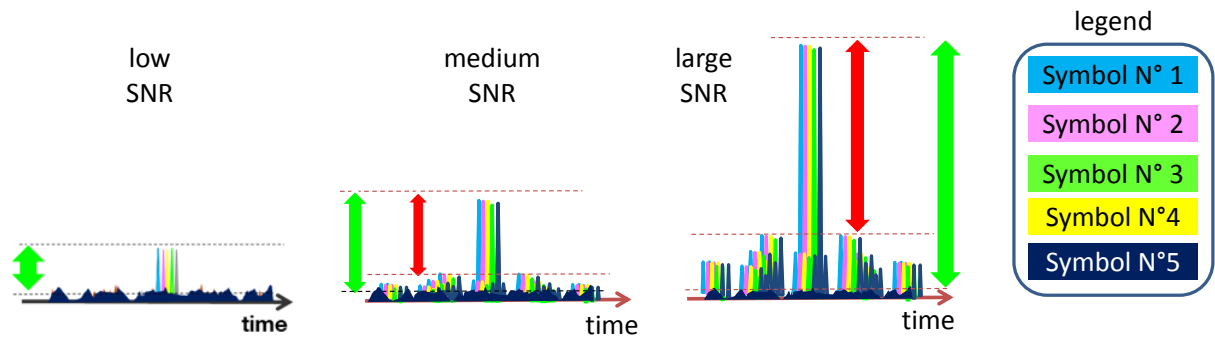 low
SNR
time
medium
SNR
time
large
SNR
time
legend
Symbol N° 1
Symbol N° 2
Symbol N° 3
Symbol N°4
Symbol N°5